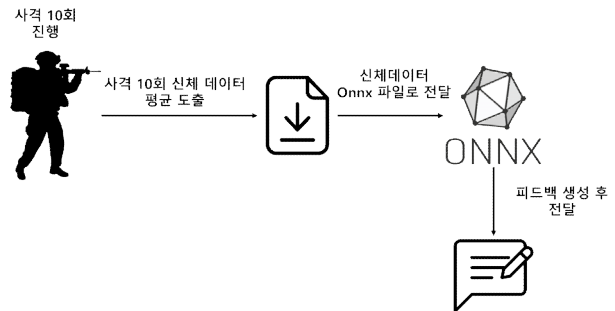 사격 10회
진행
사격 10회 신체 데이터
평균 도출
신체데이터
Onnx 파일로 전달
ONNX
피드백 생성 후
전달